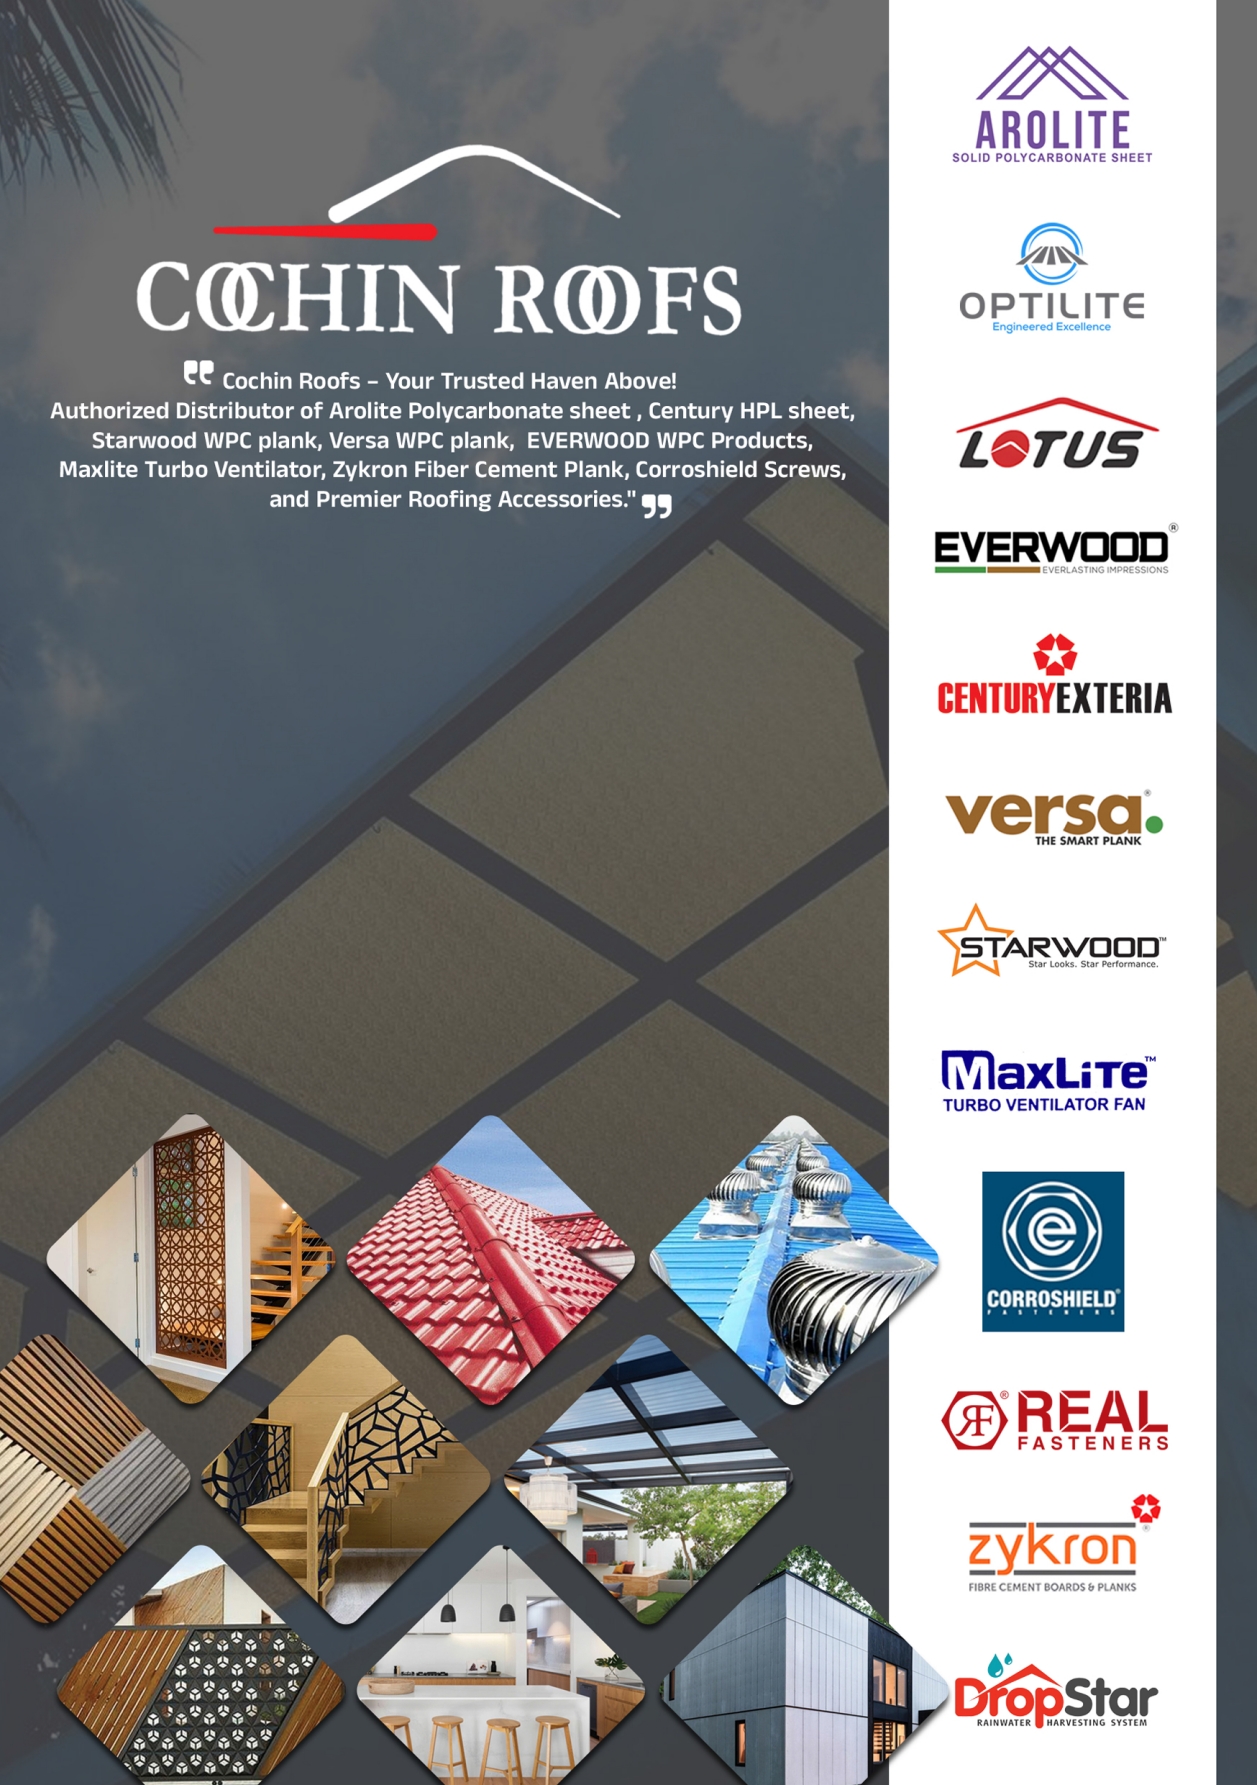 COCHIN ROOFS
❝ Cochin Roofs – Your Trusted Haven Above!
Authorized Distributor of Arolite Polycarbonate sheet , Century HPL sheet,
Starwood WPC plank, Versa WPC plank, EVERWOOD WPC Products,
Maxlite Turbo Ventilator, Zykron Fiber Cement Plank, Corroshield Screws,
and Premier Roofing Accessories." ❞
AROLITE
SOLID POLYCARBONATE SHEET
OPTILITE
Engineered Excellence
LOTUS
EVERWOOD®
EVERLASTING IMPRESSIONS
CENTURYEXTERIA
versa.®
THE SMART PLANK
STARWOOD™
Star Looks. Star Performance.
MAXLiTe™
TURBO VENTILATOR FAN
e
CORROSHIELD®
FASTENERS
RF® REAL
FASTENERS
zykron®
FIBRE CEMENT BOARDS & PLANKS
DropStar
RAINWATER HARVESTING SYSTEM